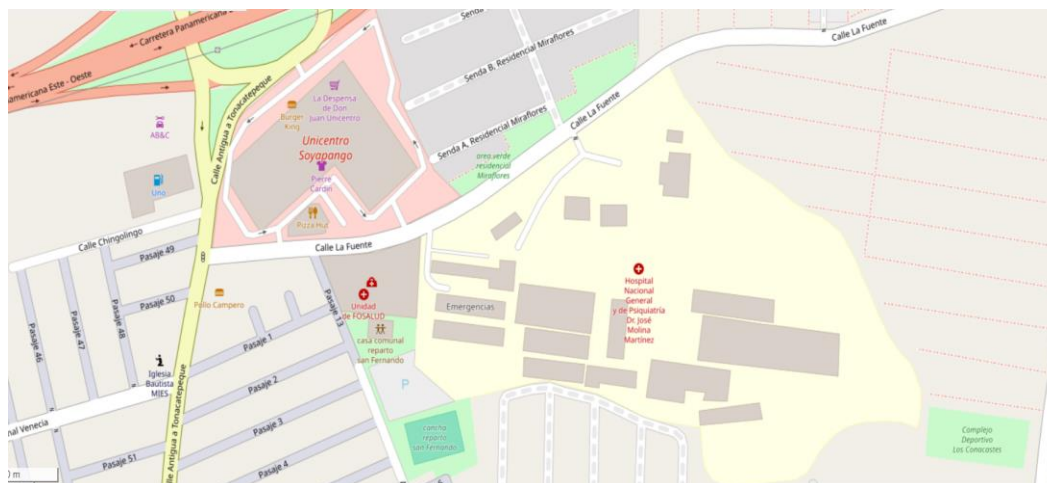 Carretera Panamericana
namericana Este - Oeste
Calle Antigua a Tonacatepeque
AB&C
Uno
La Despensa
de Don
Juan Unicentro
Burger
King
Unicentro
Soyapango
Pierre
Cardin
Pizza Hut
Senda B, Residencial Miraflores
Senda A, Residencial Miraflores
area verde
residencial
Miraflores
Calle La Fuente
Calle La Fuente
Calle La Fuente
Calle Chingolingo
Pasaje 49
Pasaje 50
Pasaje 48
Pasaje 47
Pasaje 46
Pollo Campero
Pasaje 13
Unidad
de FOSALUD
casa comunal
reparto
san Fernando
Emergencias
Hospital
Nacional
General
y de Psiquiatría
Dr. José
Molina
Martínez
Iglesia
Bautista
MIES
Pasaje 1
Pasaje 2
Pasaje 3
Pasaje 4
Pasaje 51
nal Venecia
Calle Antigua a Tonacatepeque
P
cancha
reparto
san Fernando
Complejo
Deportivo
Los Conacastes
0 m